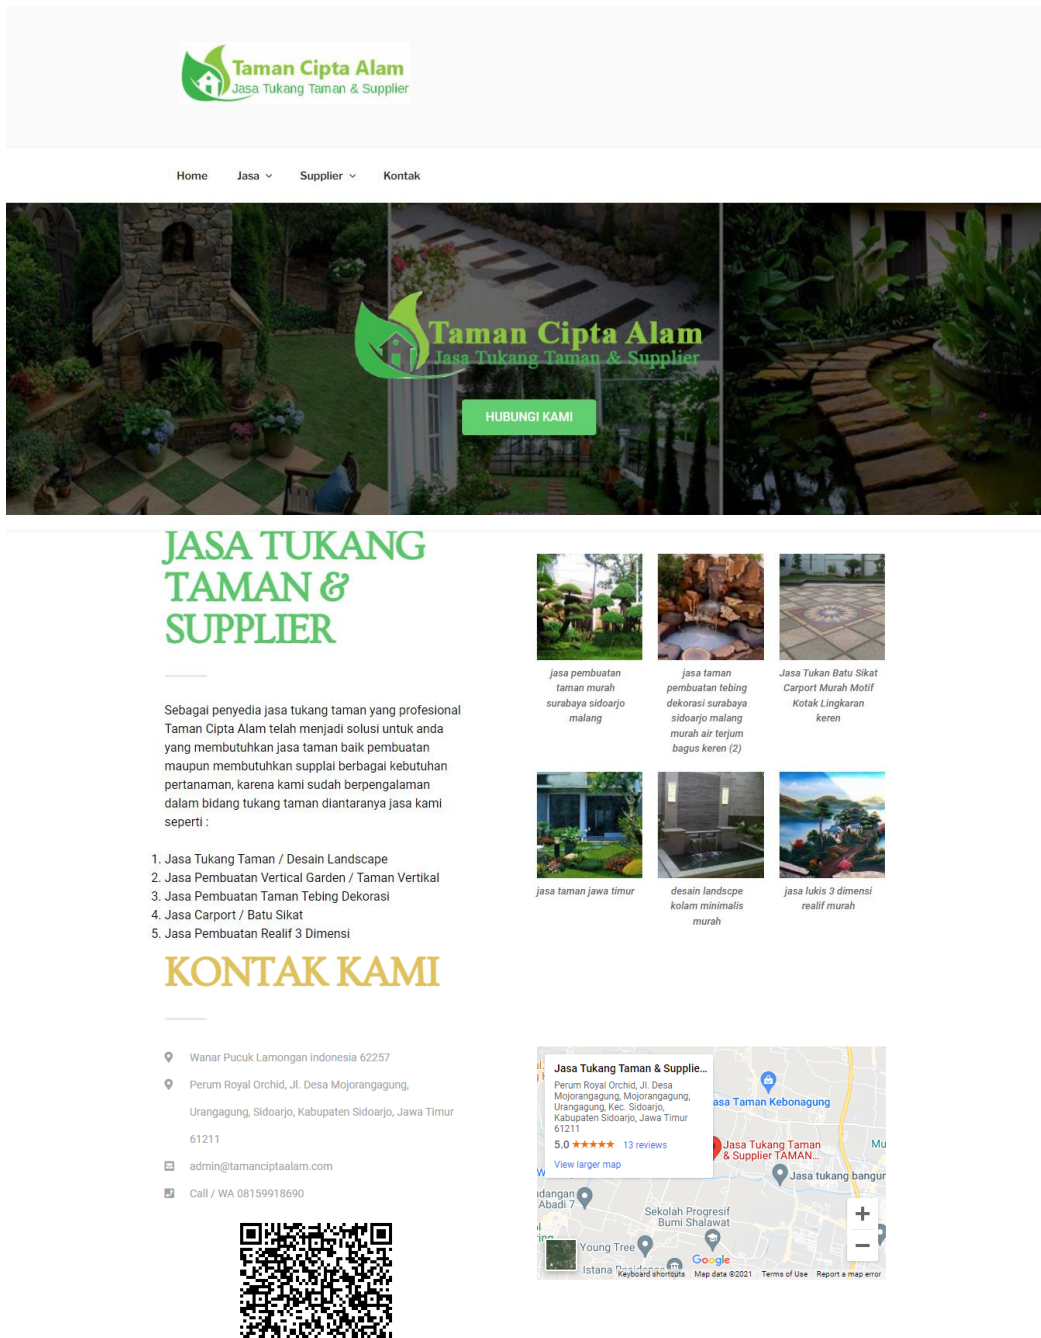 Taman Cipta Alam
Jasa Tukang Taman & Supplier
Home
Jasa
Supplier
Kontak
Taman Cipta Alam
Jasa Tukang Taman & Supplier
HUBUNGI KAMI
JASA TUKANG
TAMAN &
SUPPLIER
Sebagai penyedia jasa tukang taman yang profesional
Taman Cipta Alam telah menjadi solusi untuk anda
yang membutuhkan jasa taman baik pembuatan
maupun membutuhkan supplai berbagai kebutuhan
pertanaman, karena kami sudah berpengalaman
dalam bidang tukang taman diantaranya jasa kami
seperti :
1. Jasa Tukang Taman / Desain Landscape
2. Jasa Pembuatan Vertical Garden / Taman Vertikal
3. Jasa Pembuatan Taman Tebing Dekorasi
4. Jasa Carport / Batu Sikat
5. Jasa Pembuatan Realif 3 Dimensi
jasa pembuatan
taman murah
surabaya sidoarjo
malang
jasa taman
pembuatan tebing
dekorasi surabaya
sidoarjo malang
murah air terjum
bagus keren (2)
Jasa Tukan Batu Sikat
Carport Murah Motif
Kotak Lingkaran
keren
jasa taman jawa timur
desain landscpe
kolam minimalis
murah
jasa lukis 3 dimensi
realif murah
KONTAK KAMI
Wanar Pucuk Lamongan indonesia 62257
Perum Royal Orchid, Jl. Desa Mojorangagung,
Urangagung, Sidoarjo, Kabupaten Sidoarjo, Jawa Timur
61211
admin@tamanciptaalam.com
Call / WA 08159918690
Jasa Tukang Taman & Supplie...
Perum Royal Orchid, Jl. Desa
Mojorangagung, Mojorangagung,
Urangagung, Kec. Sidoarjo,
Kabupaten Sidoarjo, Jawa Timur
61211
5.0 ★★★★★ 13 reviews
View larger map
asa Taman Kebonagung
Jasa Tukang Taman
& Supplier TAMAN...
Mu
Jasa tukang bangur
ndangan
Abadi 7
Sekolah Progresif
Bumi Shalawat
Young Tree
Istana Residence
Google
Keyboard shortcuts
Map data ©2021
Terms of Use
Report a map error